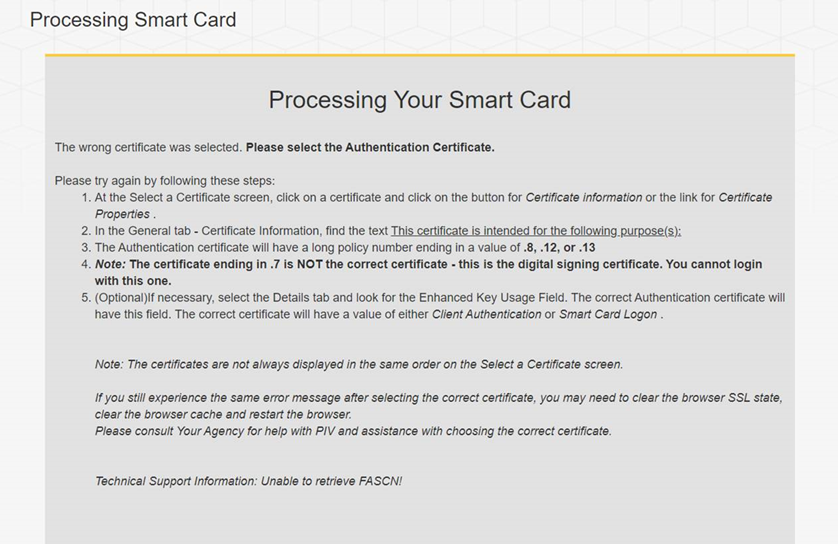 Processing Smart Card
Processing Your Smart Card
The wrong certificate was selected. Please select the Authentication Certificate.
Please try again by following these steps:
1. At the Select a Certificate screen, click on a certificate and click on the button for Certificate information or the link for Certificate
Properties .
2. In the General tab - Certificate Information, find the text This certificate is intended for the following purpose(s):
3. The Authentication certificate will have a long policy number ending in a value of .8, .12, or .13
4. Note: The certificate ending in .7 is NOT the correct certificate - this is the digital signing certificate. You cannot login
with this one.
5. (Optional)If necessary, select the Details tab and look for the Enhanced Key Usage Field. The correct Authentication certificate will
have this field. The correct certificate will have a value of either Client Authentication or Smart Card Logon .
Note: The certificates are not always displayed in the same order on the Select a Certificate screen.
If you still experience the same error message after selecting the correct certificate, you may need to clear the browser SSL state,
clear the browser cache and restart the browser.
Please consult Your Agency for help with PIV and assistance with choosing the correct certificate.
Technical Support Information: Unable to retrieve FASCN!